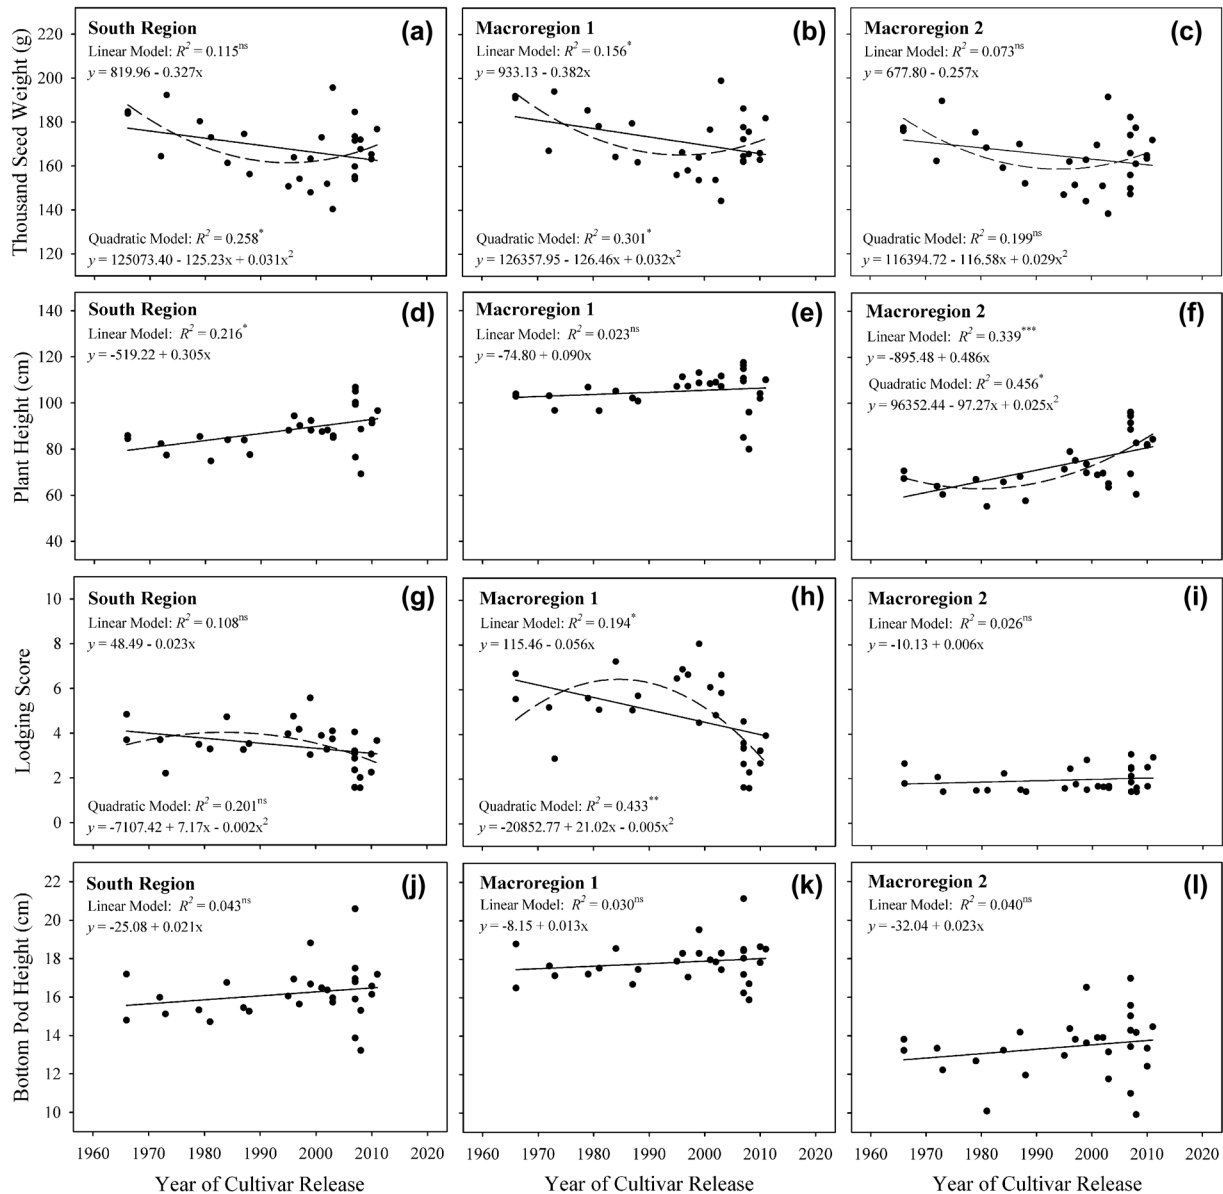 Thousand Seed Weight (g)
220
200
180
160
140
120
South Region
(a)
Linear Model: R² = 0.115ns
y = 819.96 - 0.327x
Quadratic Model: R² = 0.258*
y = 125073.40 - 125.23x + 0.031x²
Macroregion 1
(b)
Linear Model: R² = 0.156*
y = 933.13 - 0.382x
Quadratic Model: R² = 0.301*
y = 126357.95 - 126.46x + 0.032x²
Macroregion 2
(c)
Linear Model: R² = 0.073ns
y = 677.80 - 0.257x
Quadratic Model: R² = 0.199ns
y = 116394.72 - 116.58x + 0.029x²
Plant Height (cm)
140
120
100
80
60
40
South Region
(d)
Linear Model: R² = 0.216*
y = -519.22 + 0.305x
Macroregion 1
(e)
Linear Model: R² = 0.023ns
y = -74.80 + 0.090x
Macroregion 2
(f)
Linear Model: R² = 0.339***
y = -895.48 + 0.486x
Quadratic Model: R² = 0.456*
y = 96352.44 - 97.27x + 0.025x²
Lodging Score
10
8
6
4
2
0
South Region
(g)
Linear Model: R² = 0.108ns
y = 48.49 - 0.023x
Quadratic Model: R² = 0.201ns
y = -7107.42 + 7.17x - 0.002x²
Macroregion 1
(h)
Linear Model: R² = 0.194*
y = 115.46 - 0.056x
Quadratic Model: R² = 0.433**
y = -20852.77 + 21.02x - 0.005x²
Macroregion 2
(i)
Linear Model: R² = 0.026ns
y = -10.13 + 0.006x
Bottom Pod Height (cm)
22
20
18
16
14
12
10
South Region
(j)
Linear Model: R² = 0.043ns
y = -25.08 + 0.021x
Macroregion 1
(k)
Linear Model: R² = 0.030ns
y = -8.15 + 0.013x
Macroregion 2
(l)
Linear Model: R² = 0.040ns
y = -32.04 + 0.023x
1960 1970 1980 1990 2000 2010 2020
1960 1970 1980 1990 2000 2010 2020
1960 1970 1980 1990 2000 2010 2020
Year of Cultivar Release
Year of Cultivar Release
Year of Cultivar Release